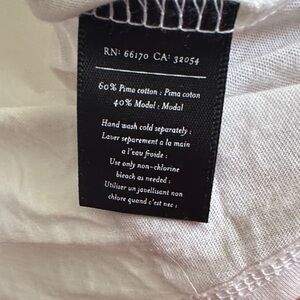 RN: 66170 CA: 32054
60% Pima cotton : Pima coton
40% Modal : Modal
Hand wash cold separately :
Laver separement a la main
a l'eau froide :
Use only non-chlorine
bleach as needed :
Utiliser un javellisant non
chlore quand c'est nec :